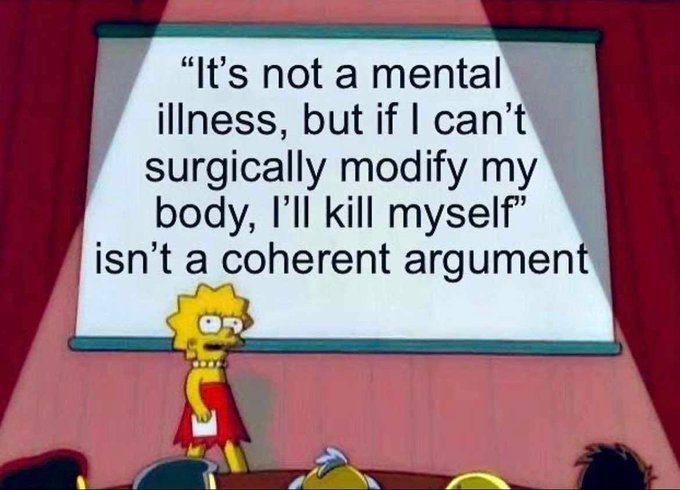 “It’s not a mental
illness, but if I can’t
surgically modify my
body, I’ll kill myself”
isn’t a coherent argument